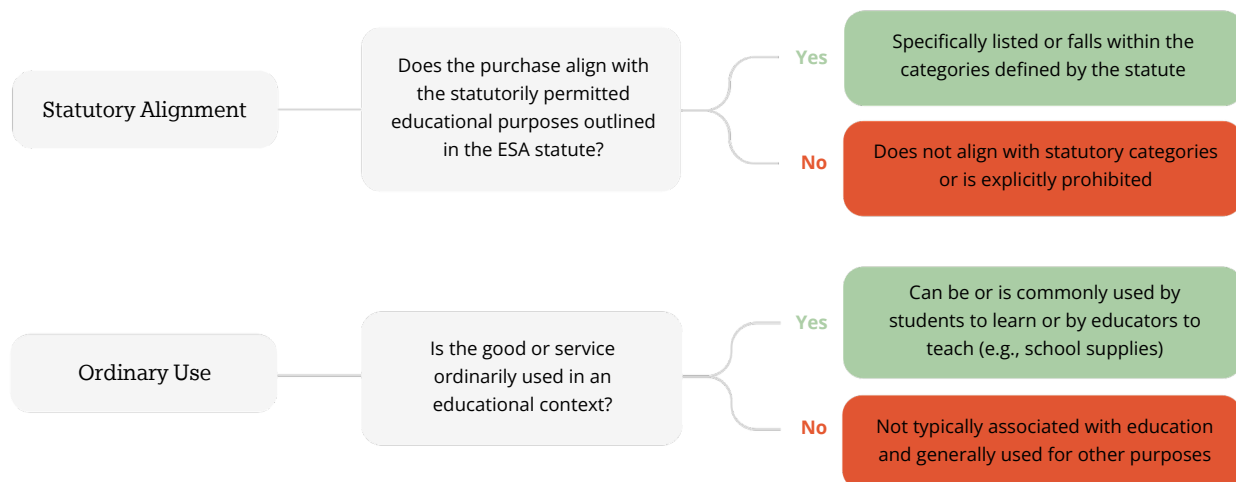 Statutory Alignment
Does the purchase align with
the statutorily permitted
educational purposes outlined
in the ESA statute?
Yes
Specifically listed or falls within the
categories defined by the statute
No
Does not align with statutory categories
or is explicitly prohibited
Ordinary Use
Is the good or service
ordinarily used in an
educational context?
Yes
Can be or is commonly used by
students to learn or by educators to
teach (e.g., school supplies)
No
Not typically associated with education
and generally used for other purposes